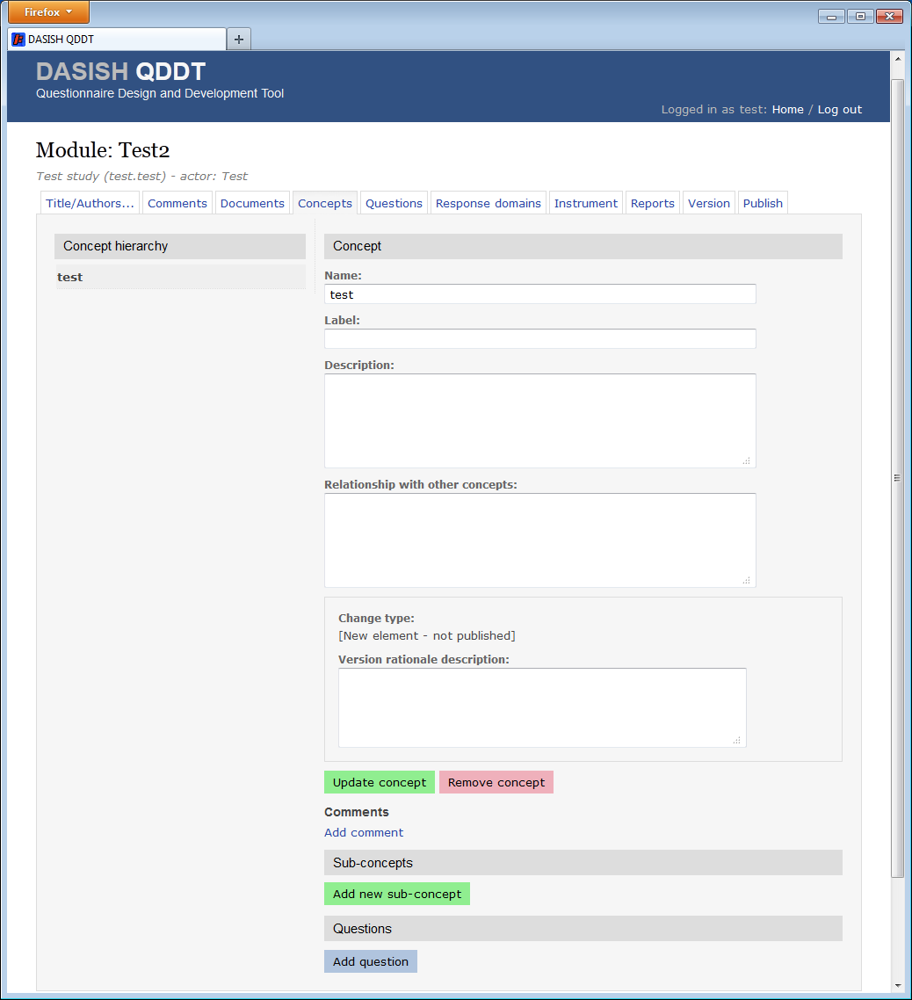 Firefox
DASISH QDDT
DASISH QDDT
Questionnaire Design and Development Tool
Logged in as test: Home / Log out
Module: Test2
Test study (test.test) - actor: Test
Title/Authors... Comments Documents Concepts Questions Response domains Instrument Reports Version Publish
Concept hierarchy
test
Concept
Name:
test
Label:
Description:
Relationship with other concepts:
Change type:
[New element - not published]
Version rationale description:
Update concept Remove concept
Comments
Add comment
Sub-concepts
Add new sub-concept
Questions
Add question